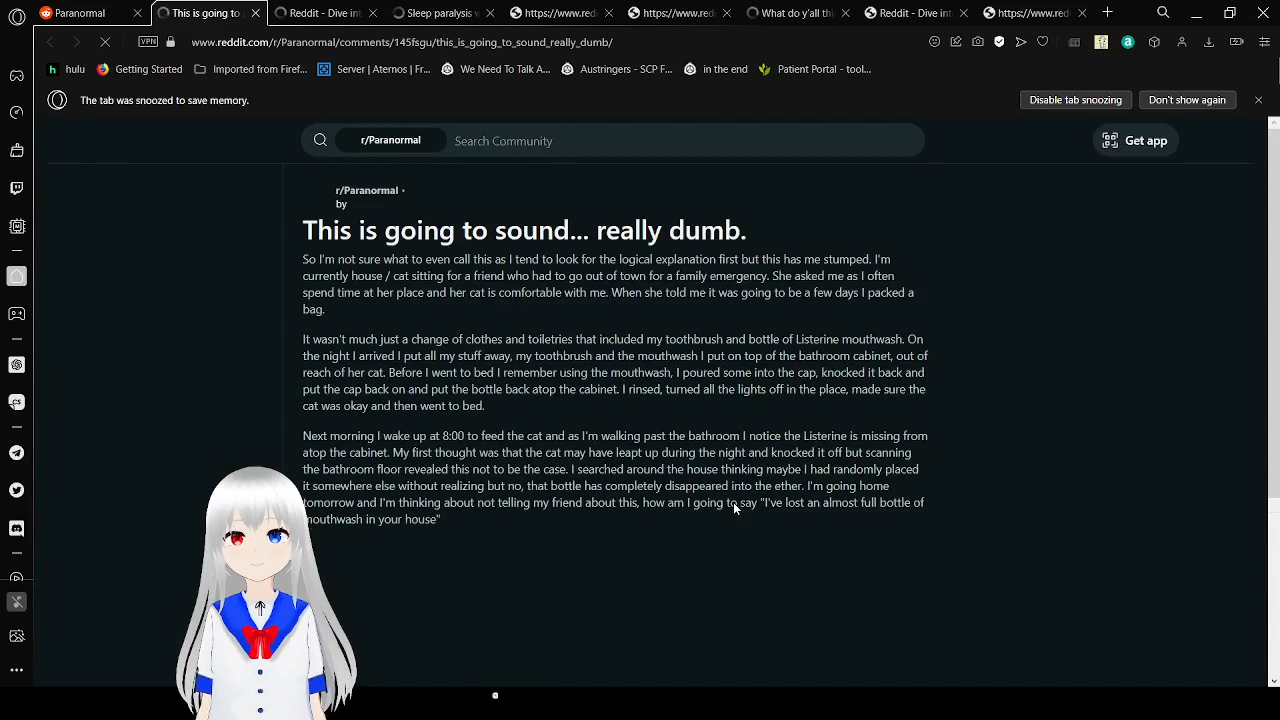 Paranormal
This is going to
Reddit - Dive int
Sleep paralysis v
https://www.red
https://www.red
What do y'all thi
Reddit - Dive int
https://www.red
VPN
www.reddit.com/r/Paranormal/comments/145fsga/this_is_going_to_sound_really_dumb/
hulu
Getting Started
Imported from Firef...
Server | Aternos | Fr...
We Need To Talk A...
Austringers - SCP F...
in the end
Patient Portal - tool...
The tab was snoozed to save memory.
Disable tab snoozing
Don't show again
r/Paranormal
Search Community
Get app
r/Paranormal •
by
This is going to sound... really dumb.
So I'm not sure what to even call this as I tend to look for the logical explanation first but this has me stumped. I'm
currently house / cat sitting for a friend who had to go out of town for a family emergency. She asked me as I often
spend time at her place and her cat is comfortable with me. When she told me it was going to be a few days I packed a
bag.
It wasn't much just a change of clothes and toiletries that included my toothbrush and bottle of Listerine mouthwash. On
the night I arrived I put all my stuff away, my toothbrush and the mouthwash I put on top of the bathroom cabinet, out of
reach of her cat. Before I went to bed I remember using the mouthwash, I poured some into the cap, knocked it back and
put the cap back on and put the bottle back atop the cabinet. I rinsed, turned all the lights off in the place, made sure the
cat was okay and then went to bed.
Next morning I wake up at 8:00 to feed the cat and as I'm walking past the bathroom I notice the Listerine is missing from
atop the cabinet. My first thought was that the cat may have leapt up during the night and knocked it off but scanning
the bathroom floor revealed this not to be the case. I searched around the house thinking maybe I had randomly placed
it somewhere else without realizing but no, that bottle has completely disappeared into the ether. I'm going home
tomorrow and I'm thinking about not telling my friend about this, how am I going to say "I've lost an almost full bottle of
mouthwash in your house"